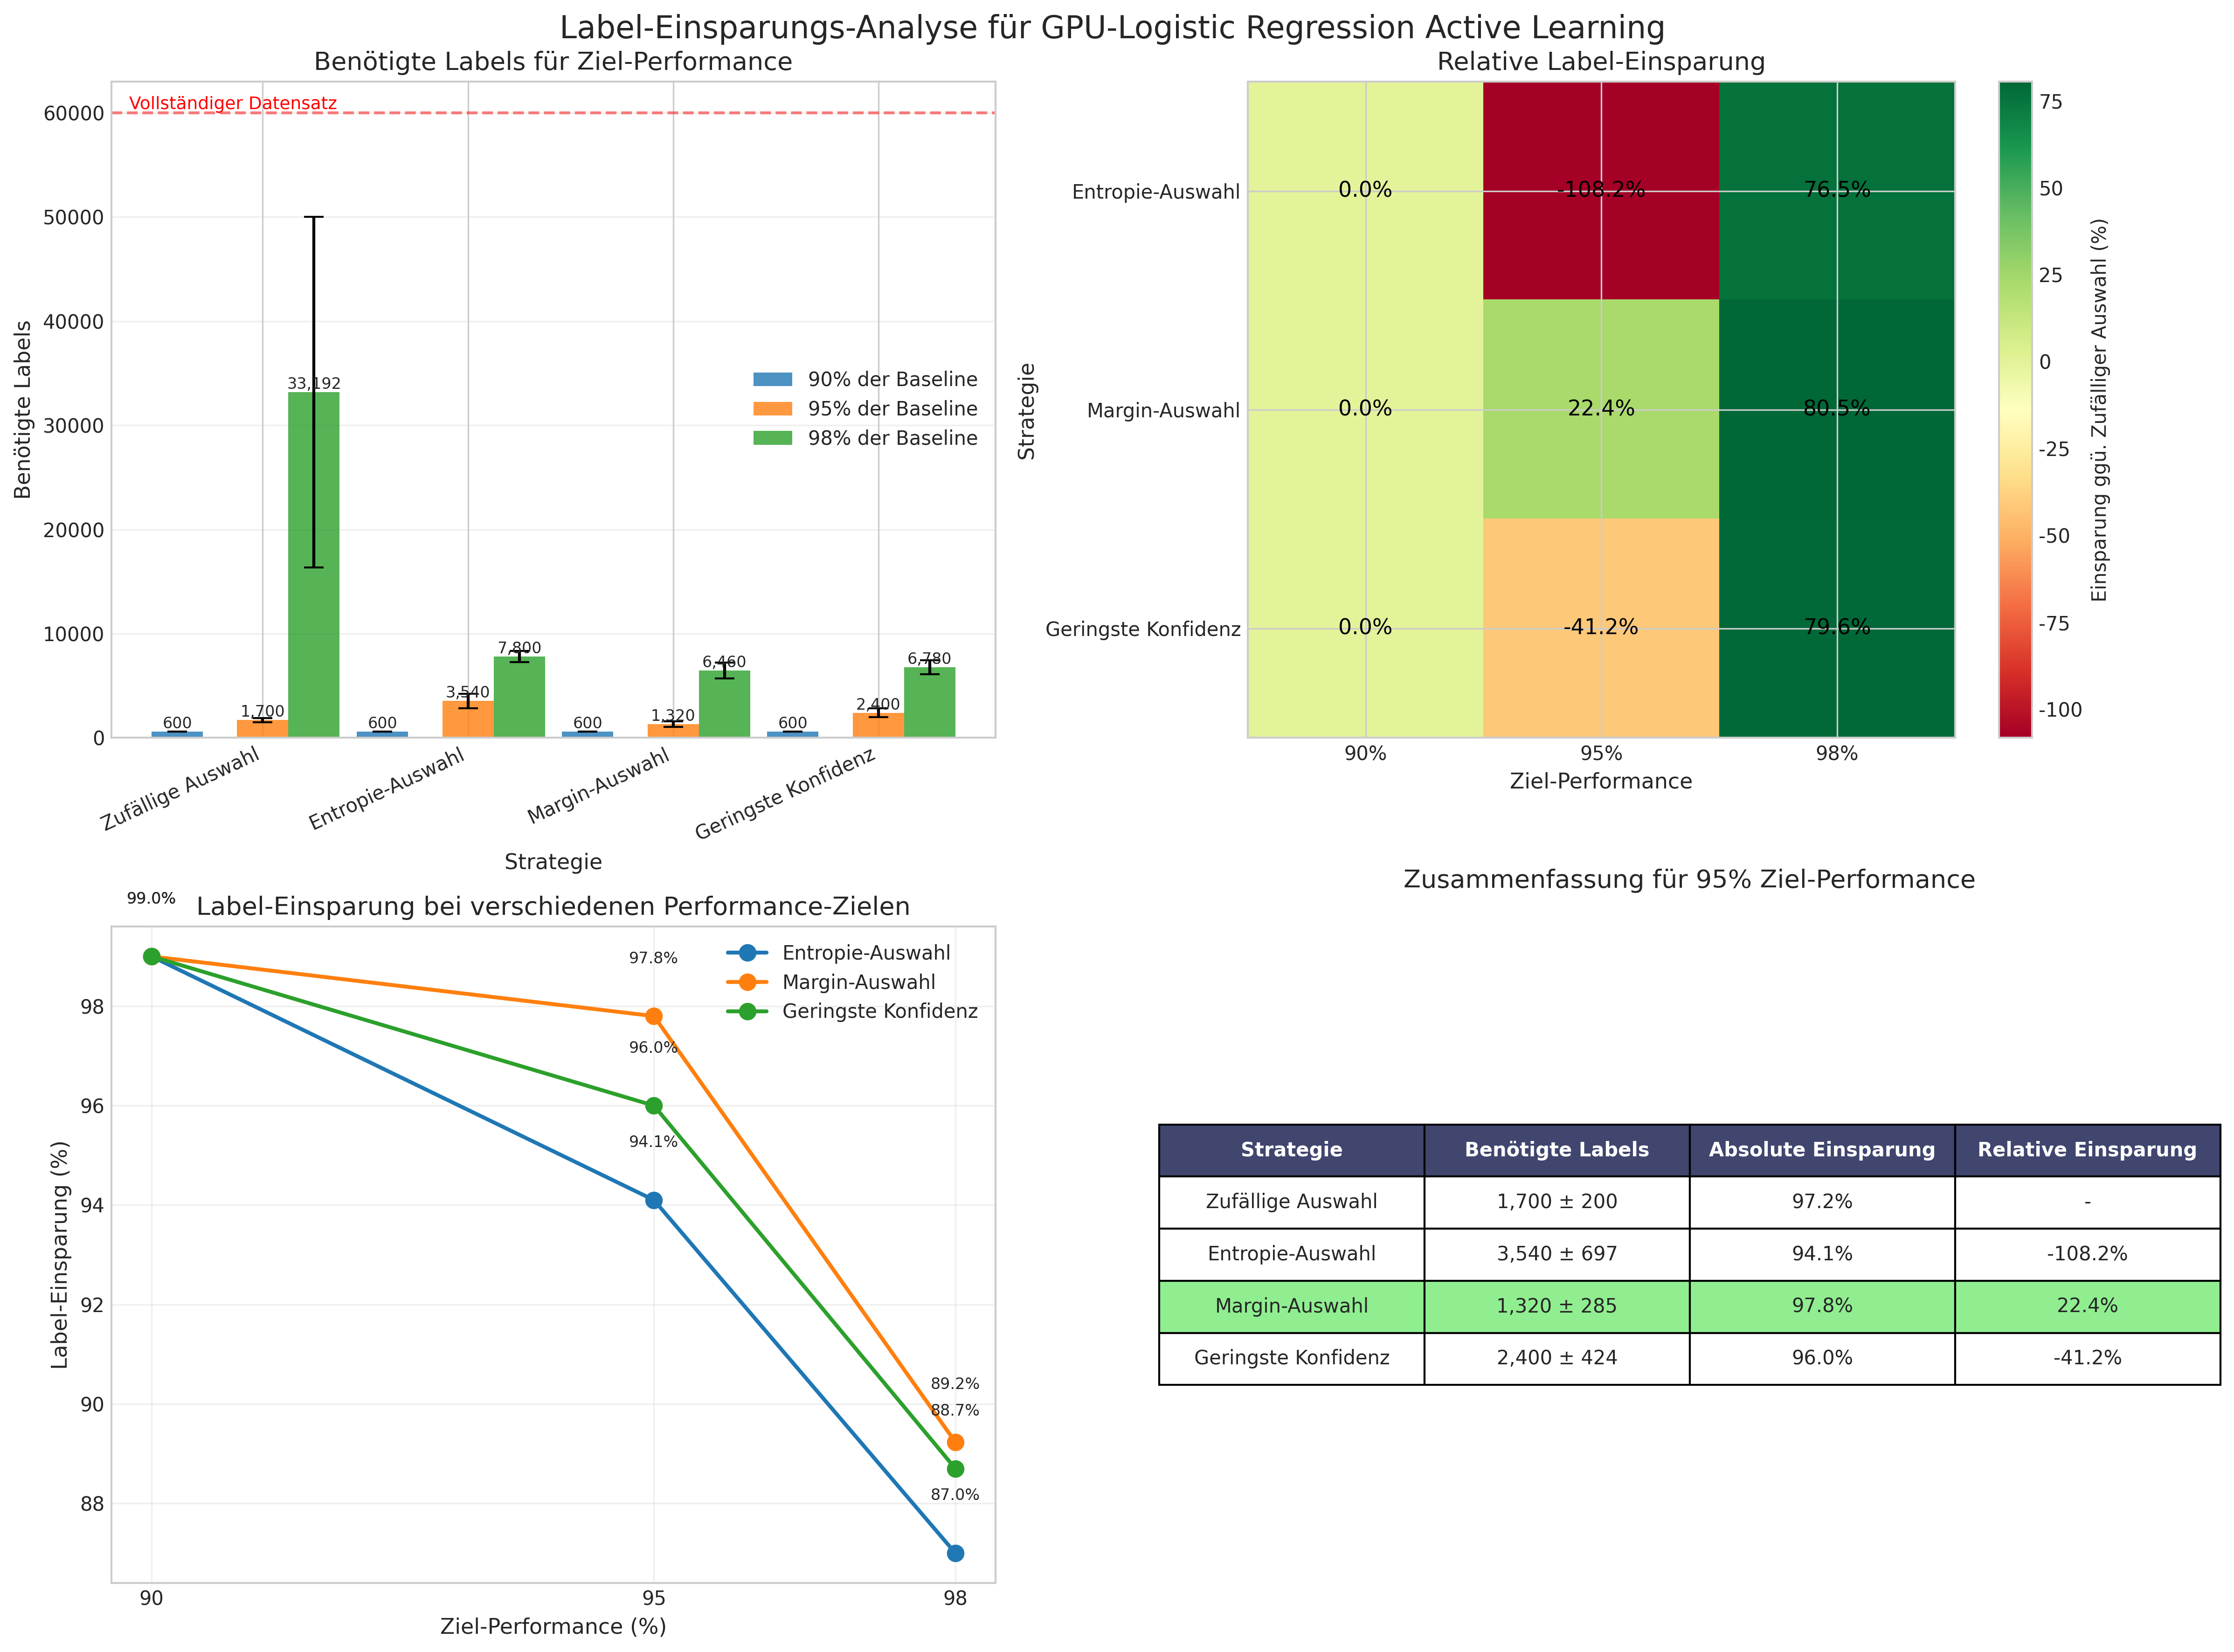 Label-Einsparungs-Analyse für GPU-Logistic Regression Active Learning
Benötigte Labels für Ziel-Performance
Vollständiger Datensatz
60000
50000
40000
30000
20000
10000
0
Benötigte Labels
33,192
90% der Baseline
95% der Baseline
98% der Baseline
600
1,700
600
3,540
7,800
600
1,320
6,460
600
2,400
6,780
Zufällige Auswahl
Entropie-Auswahl
Margin-Auswahl
Geringste Konfidenz
Strategie
Relative Label-Einsparung
Strategie
Entropie-Auswahl
0.0%
-108.2%
76.5%
Margin-Auswahl
0.0%
22.4%
80.5%
Geringste Konfidenz
0.0%
-41.2%
79.6%
90%
95%
98%
Ziel-Performance
75
50
25
0
-25
-50
-75
-100
Einsparung ggü. Zufälliger Auswahl (%)
Label-Einsparung bei verschiedenen Performance-Zielen
99.0%
97.8%
96.0%
94.1%
89.2%
88.7%
87.0%
Entropie-Auswahl
Margin-Auswahl
Geringste Konfidenz
98
96
94
92
90
88
Label-Einsparung (%)
90
95
98
Ziel-Performance (%)
Zusammenfassung für 95% Ziel-Performance
Strategie Benötigte Labels Absolute Einsparung Relative Einsparung
Zufällige Auswahl 1,700 ± 200 97.2% -
Entropie-Auswahl 3,540 ± 697 94.1% -108.2%
Margin-Auswahl 1,320 ± 285 97.8% 22.4%
Geringste Konfidenz 2,400 ± 424 96.0% -41.2%